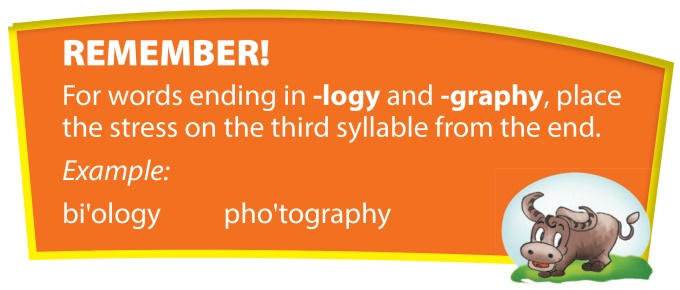 REMEMBER!
For words ending in -logy and -graphy, place
the stress on the third syllable from the end.
Example:
bi'ology pho'tography